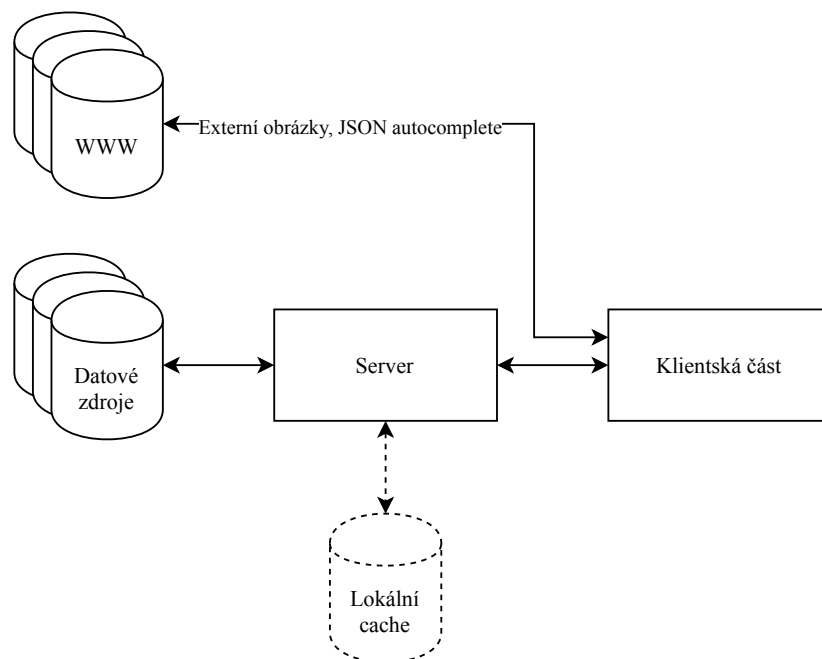 WWW
Externí obrázky, JSON autocomplete
Datové
zdroje
Server
Klientská část
Lokální
cache